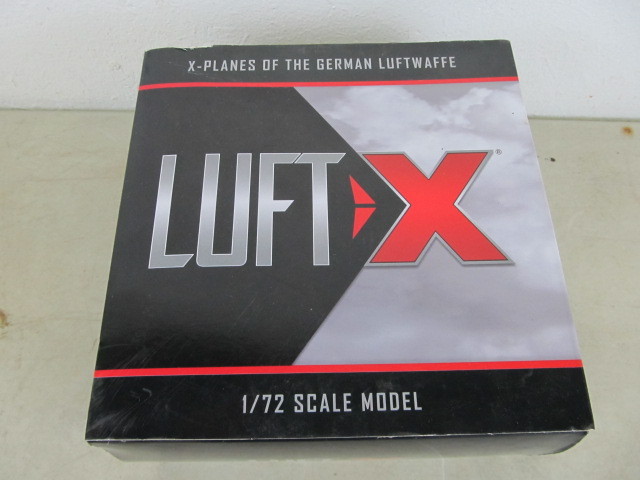 X-PLANES OF THE GERMAN LUFTWAFFE
LUFT X®
1/72 SCALE MODEL